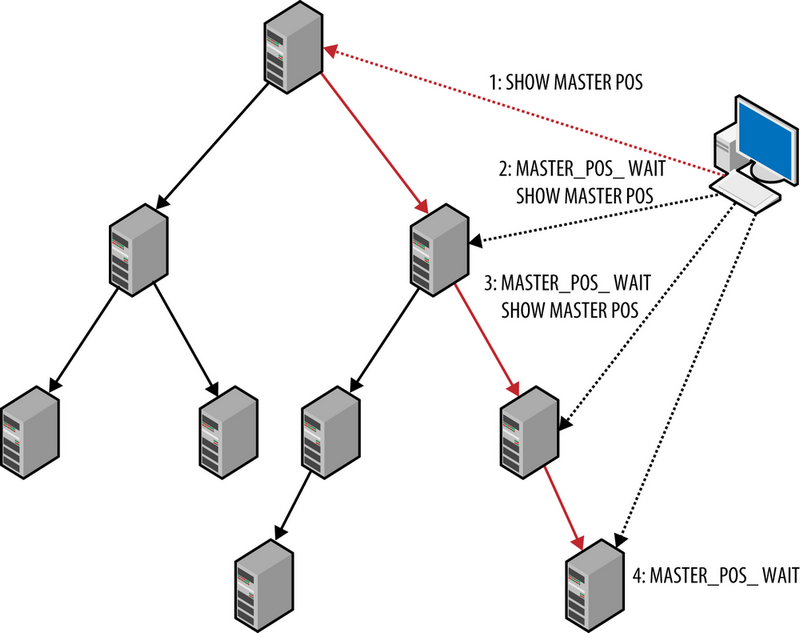 1: SHOW MASTER POS
2: MASTER_POS_ WAIT
SHOW MASTER POS
3: MASTER_POS_ WAIT
SHOW MASTER POS
4: MASTER_POS_ WAIT